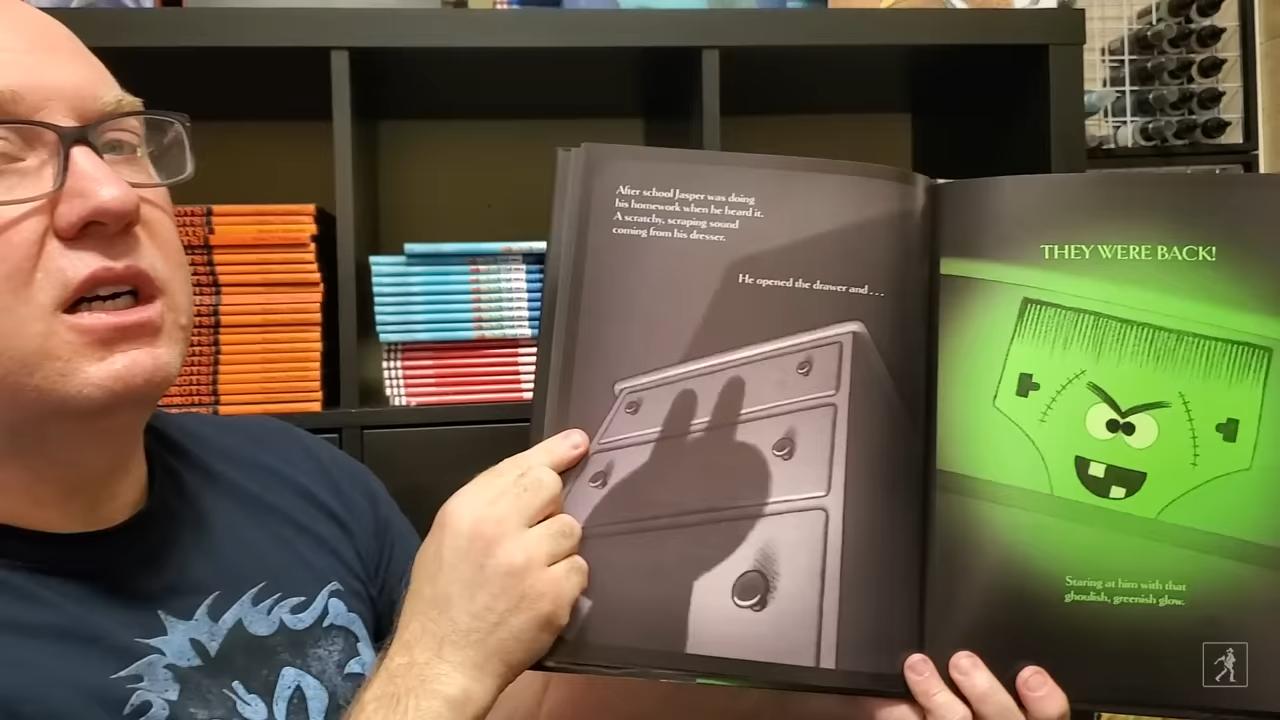 After school Jasper was doing
his homework when he heard it.
A scratchy, scraping sound
coming from his dresser.
He opened the drawer and . . .
THEY WERE BACK!
Staring at him with that
ghoulish, greenish glow.